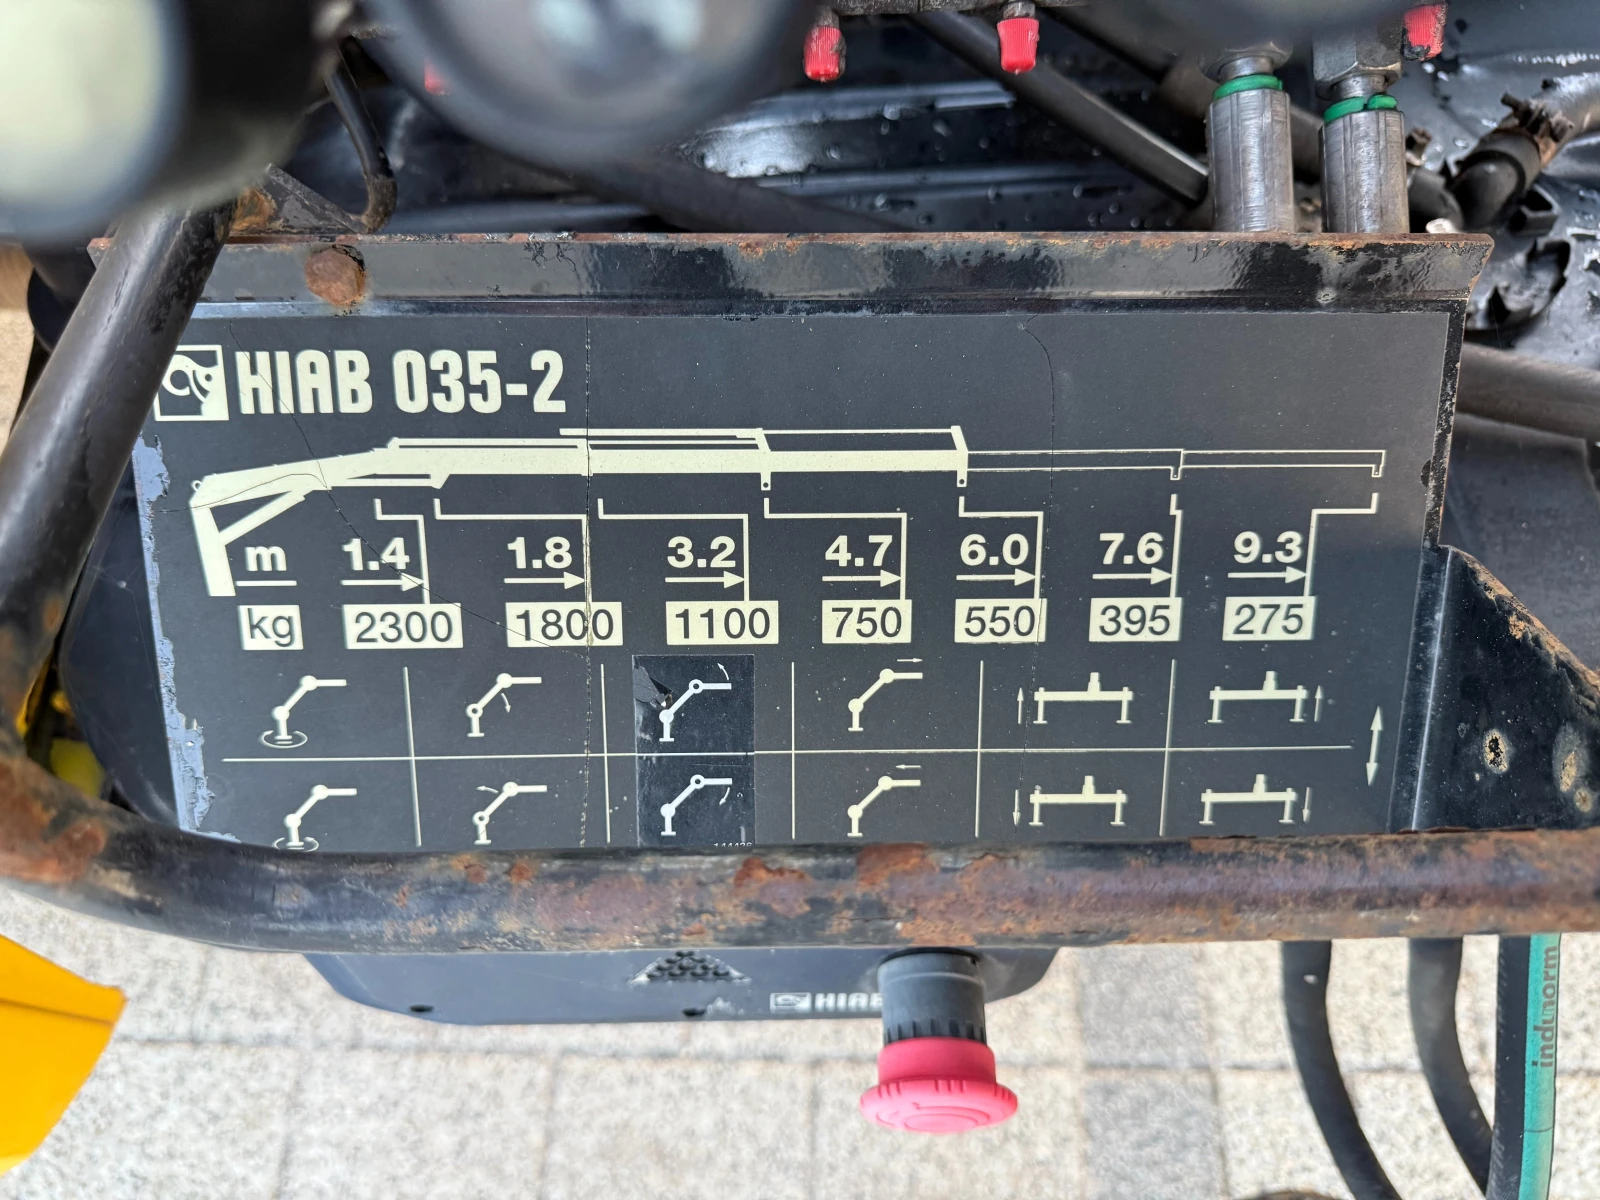 HIAB 035-2
m 1.4 1.8 3.2 4.7 6.0 7.6 9.3
kg 2300 1800 1100 750 550 395 275
HIAB
indunorm